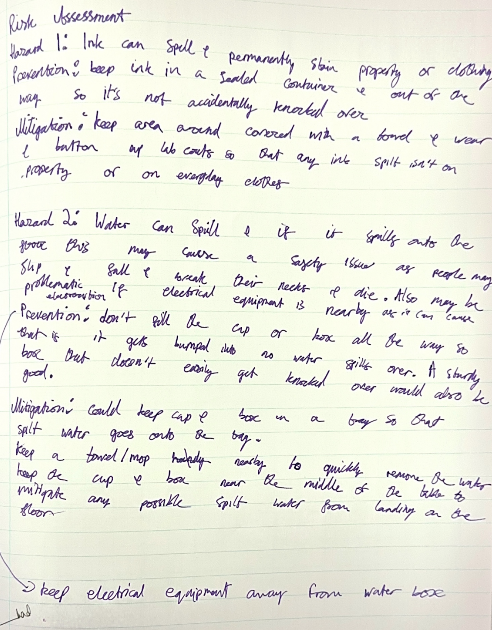 Risk Assessment
Hazard 1: Ink can spill & permanently stain property or clothing
Prevention: keep ink in a sealed container & out of the
way so it's not accidentally knocked over
Mitigation: keep area around covered with a towel & wear
& button up lab coats so that any ink spilt isn't on
property or on everyday clothes
Hazard 2: Water can spill & if it spills onto the
floor this may cause a safety issue as people may
slip & fall & break their necks & die. Also may be
problematic if electrical equipment is nearby as it can cause
electrocution
Prevention: don't fill the cup or box all the way so
that if it gets bumped into no water spills over. A sturdy
box that doesn't easily get knocked over would also be
good.
Mitigation: Could keep cup & box in a tray so that
spilt water goes onto the tray.
Keep a towel/mop nearby to quickly remove the water
keep the cup & box near the middle of the table to
mitigate any possible spilt water from landing on the
floor
→ keep electrical equipment away from water box